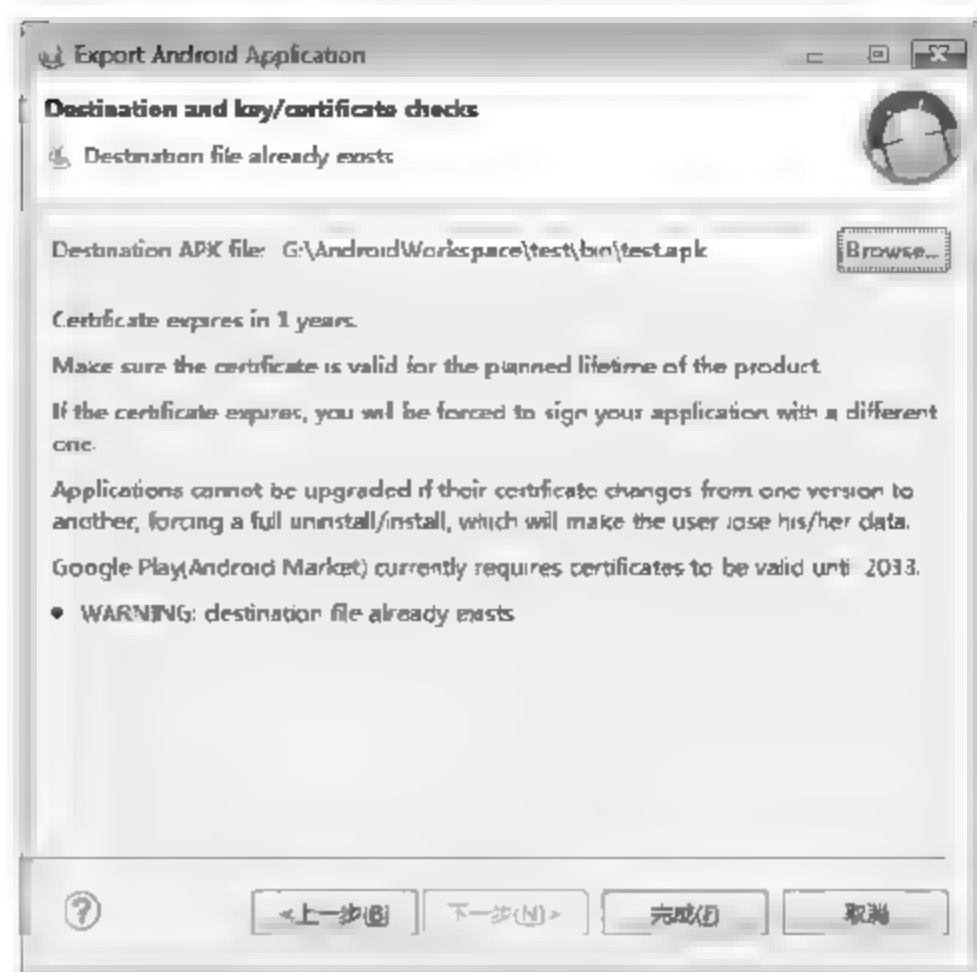 Export Android Application
Destination and key/certificate checks
Destination file already exists
Destination APK file: G:\AndroidWorkspace\test\bin\test.apk
Browse...
Certificate expires in 1 years.
Make sure the certificate is valid for the planned lifetime of the product.
If the certificate expires, you will be forced to sign your application with a different
one.
Applications cannot be upgraded if their certificate changes from one version to
another, forcing a full uninstall/install, which will make the user lose his/her data.
Google Play(Android Market) currently requires certificates to be valid until 2033.
• WARNING: destination file already exists
?
<上一步(B)
下一步(N)>
完成(F)
取消